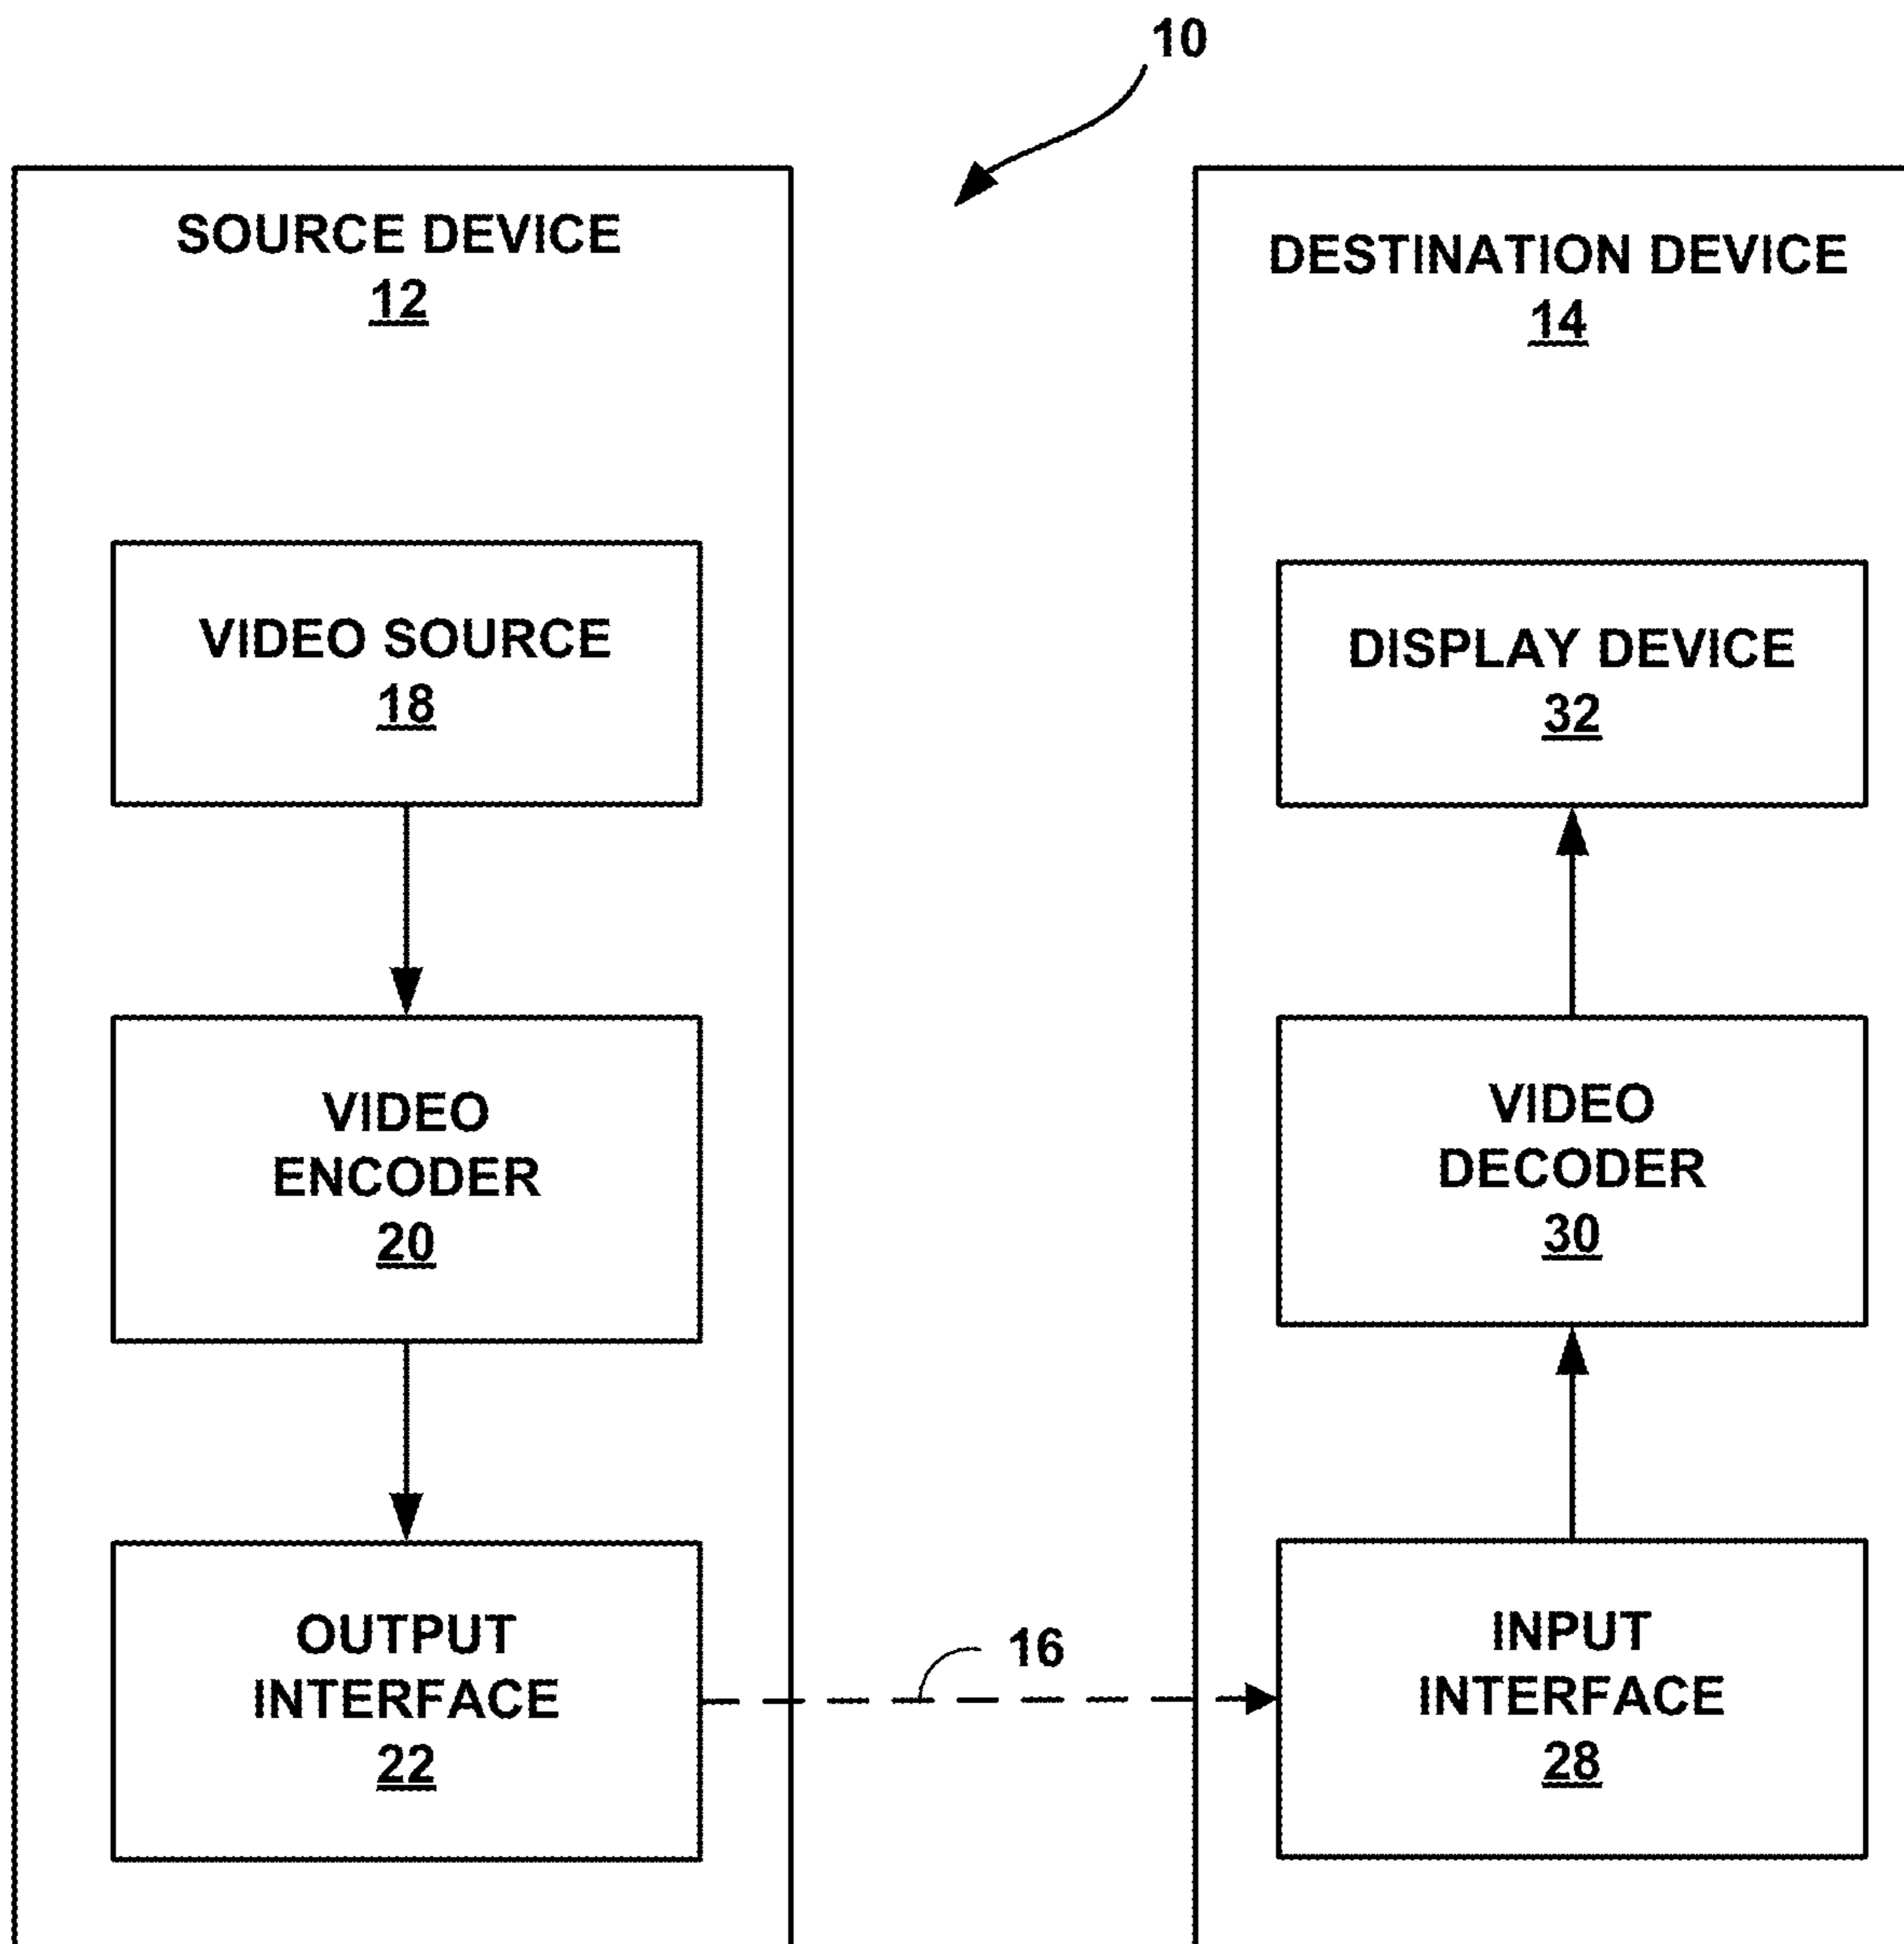 10
SOURCE DEVICE
12
VIDEO SOURCE
18
VIDEO
ENCODER
20
OUTPUT
INTERFACE
22
16
DESTINATION DEVICE
14
DISPLAY DEVICE
32
VIDEO
DECODER
30
INPUT
INTERFACE
28